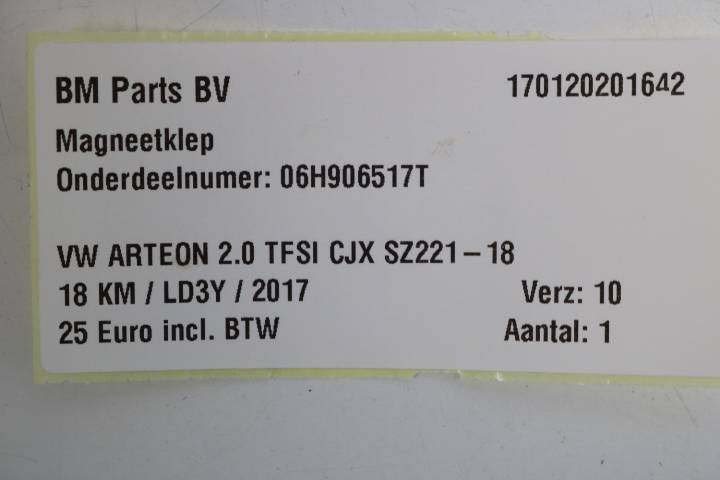 BM Parts BV 170120201642
Magneetklep
Onderdeelnumer: 06H906517T
VW ARTEON 2.0 TFSI CJX SZ221-18
18 KM / LD3Y / 2017 Verz: 10
25 Euro incl. BTW Aantal: 1